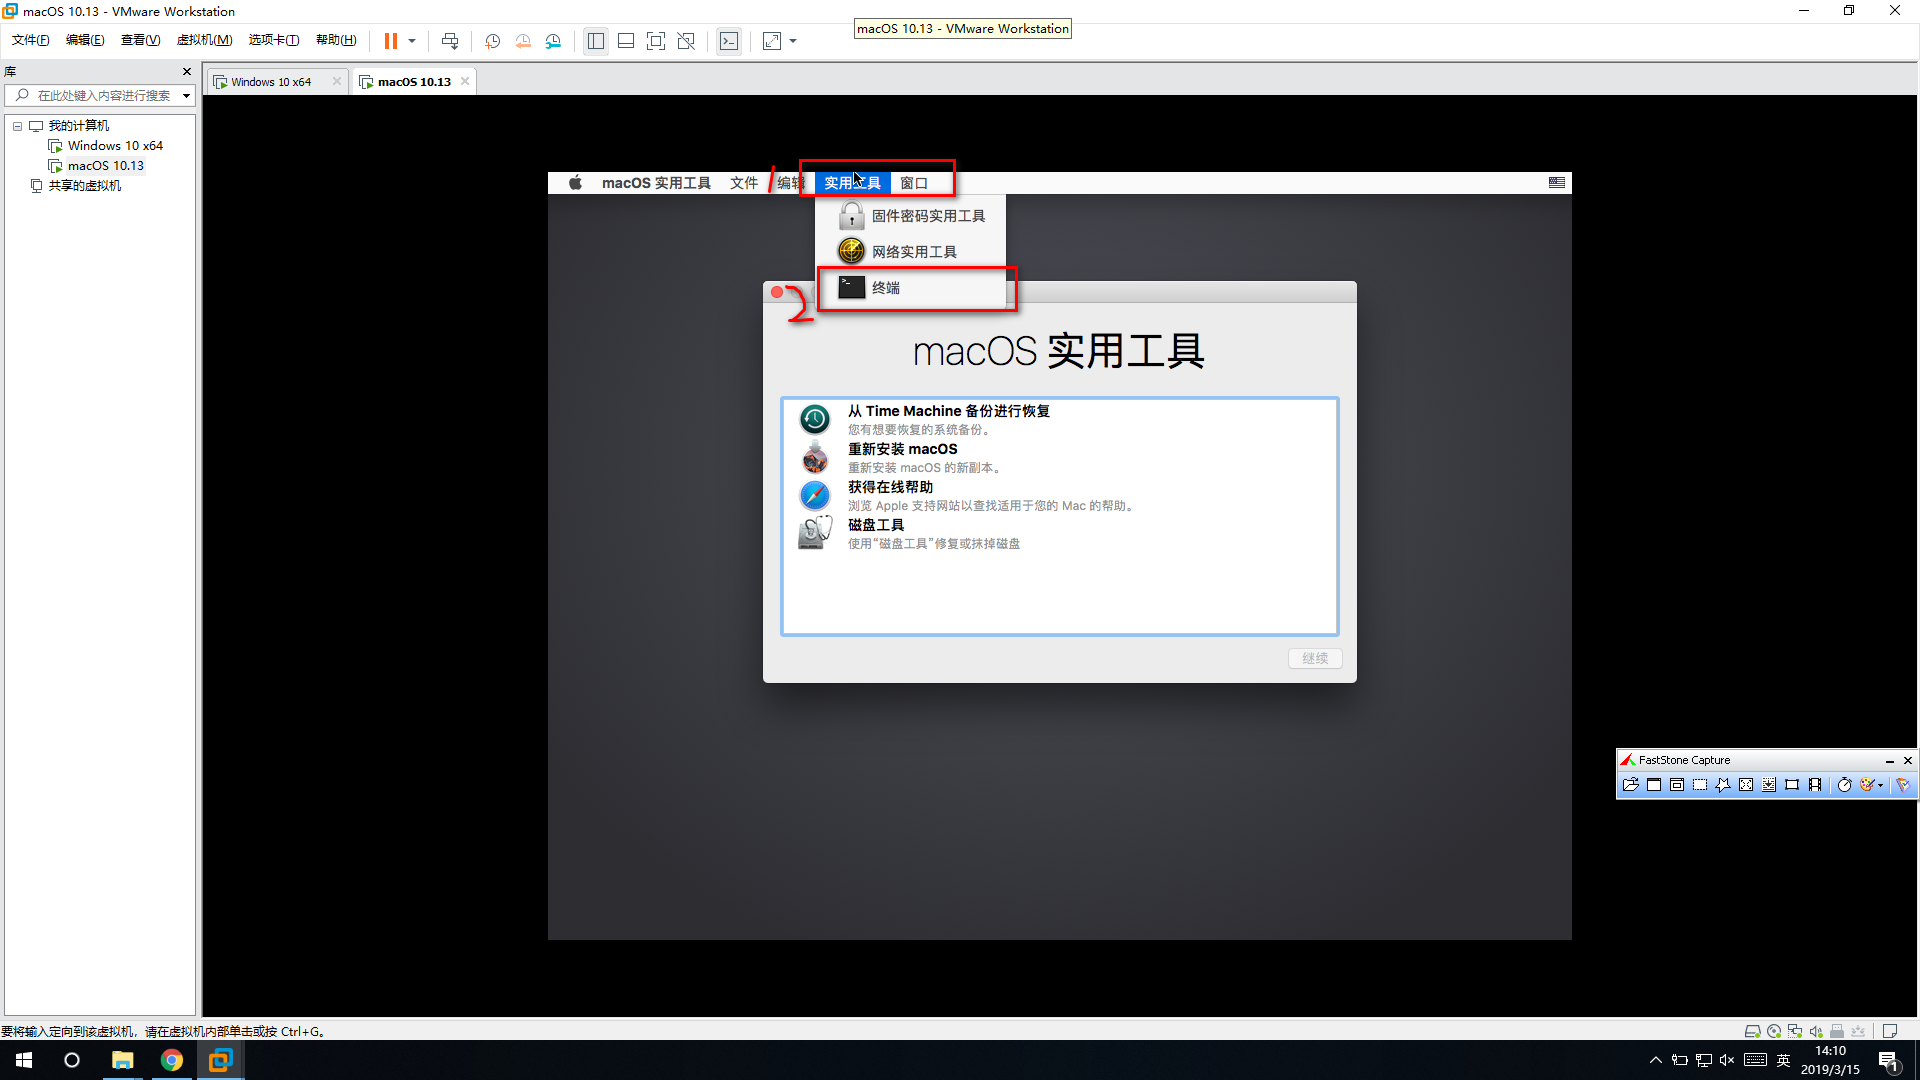 macOS 10.13 - VMware Workstation
macOS 10.13 - VMware Workstation
文件(F) 编辑(E) 查看(V) 虚拟机(M) 选项卡(T) 帮助(H)
库
Windows 10 x64
macOS 10.13
在此处键入内容进行搜索
我的计算机
Windows 10 x64
macOS 10.13
共享的虚拟机
macOS 实用工具 文件 1 编辑 实用工具 窗口
固件密码实用工具
网络实用工具
终端
2
macOS 实用工具
从 Time Machine 备份进行恢复
您有想要恢复的系统备份。
重新安装 macOS
重新安装 macOS 的新副本。
获得在线帮助
浏览 Apple 支持网站以查找适用于您的 Mac 的帮助。
磁盘工具
使用“磁盘工具”修复或抹掉磁盘
继续
FastStone Capture
要将输入定向到该虚拟机，请在虚拟机内部单击或按 Ctrl+G。
英
14:10
2019/3/15
1